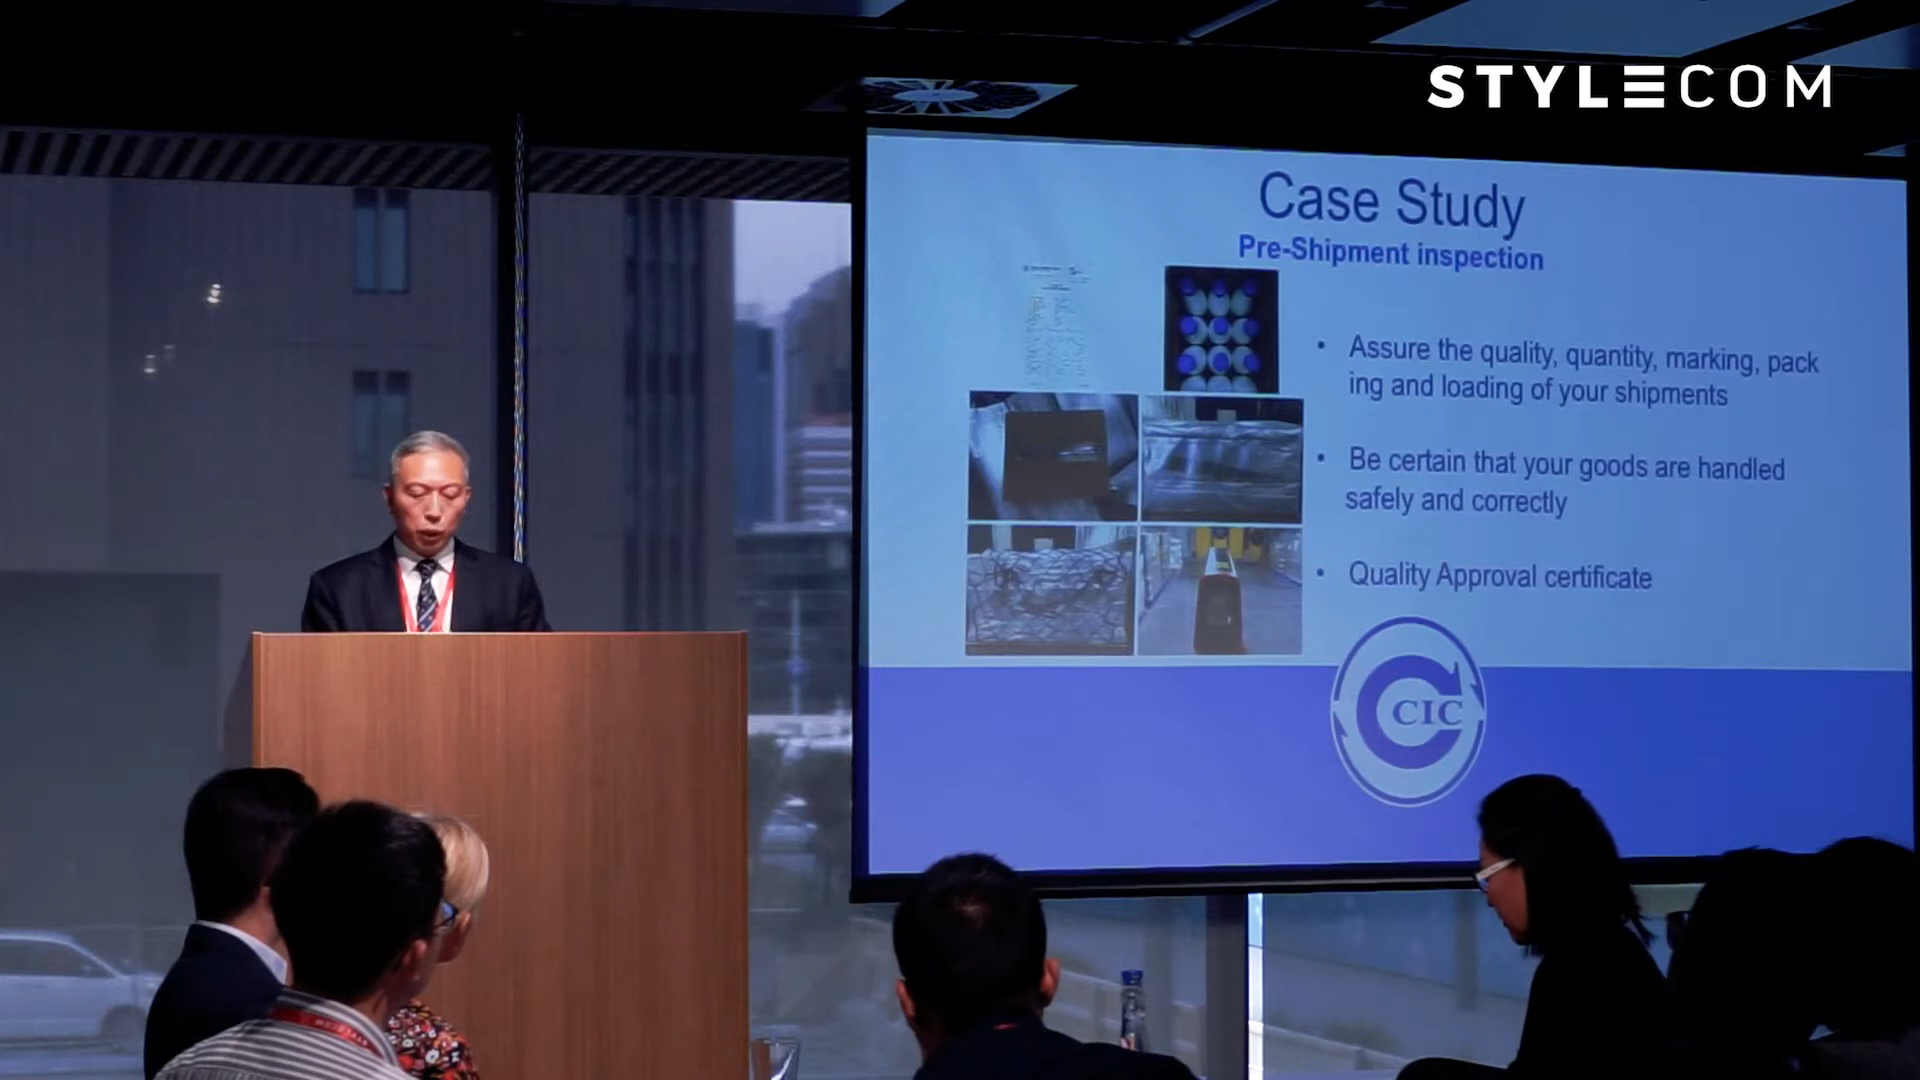 STYLECOM
Case Study
Pre-Shipment inspection
• Assure the quality, quantity, marking, pack
ing and loading of your shipments
• Be certain that your goods are handled
safely and correctly
• Quality Approval certificate
CCIC